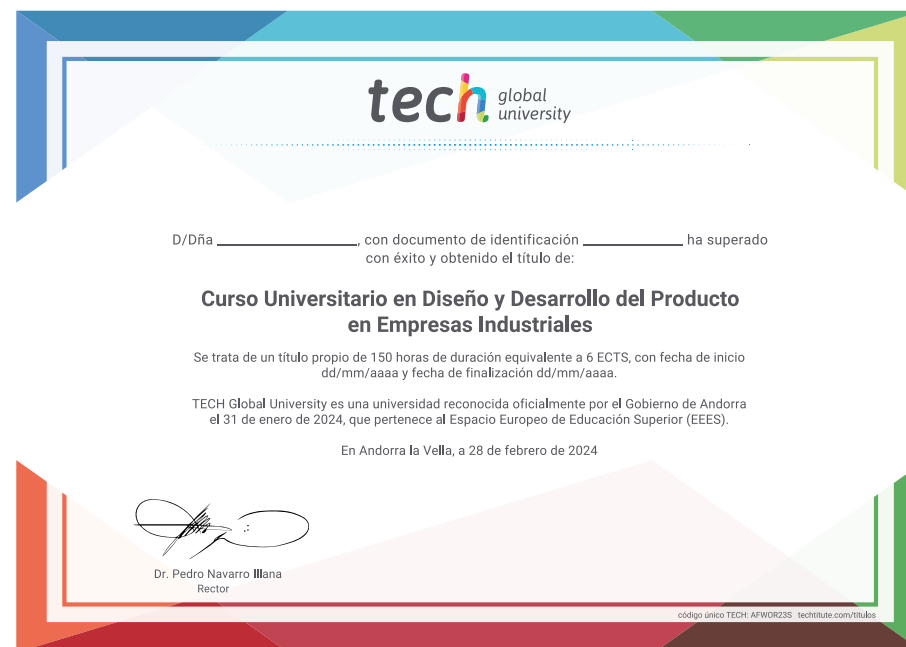 tech global university
D/Dña ____________________, con documento de identificación ______________ ha superado
con éxito y obtenido el título de:
Curso Universitario en Diseño y Desarrollo del Producto
en Empresas Industriales
Se trata de un título propio de 150 horas de duración equivalente a 6 ECTS, con fecha de inicio
dd/mm/aaaa y fecha de finalización dd/mm/aaaa.
TECH Global University es una universidad reconocida oficialmente por el Gobierno de Andorra
el 31 de enero de 2024, que pertenece al Espacio Europeo de Educación Superior (EEES).
En Andorra la Vella, a 28 de febrero de 2024
Dr. Pedro Navarro Illana
Rector
código único TECH: AFWOR23S techtitute.com/titulos